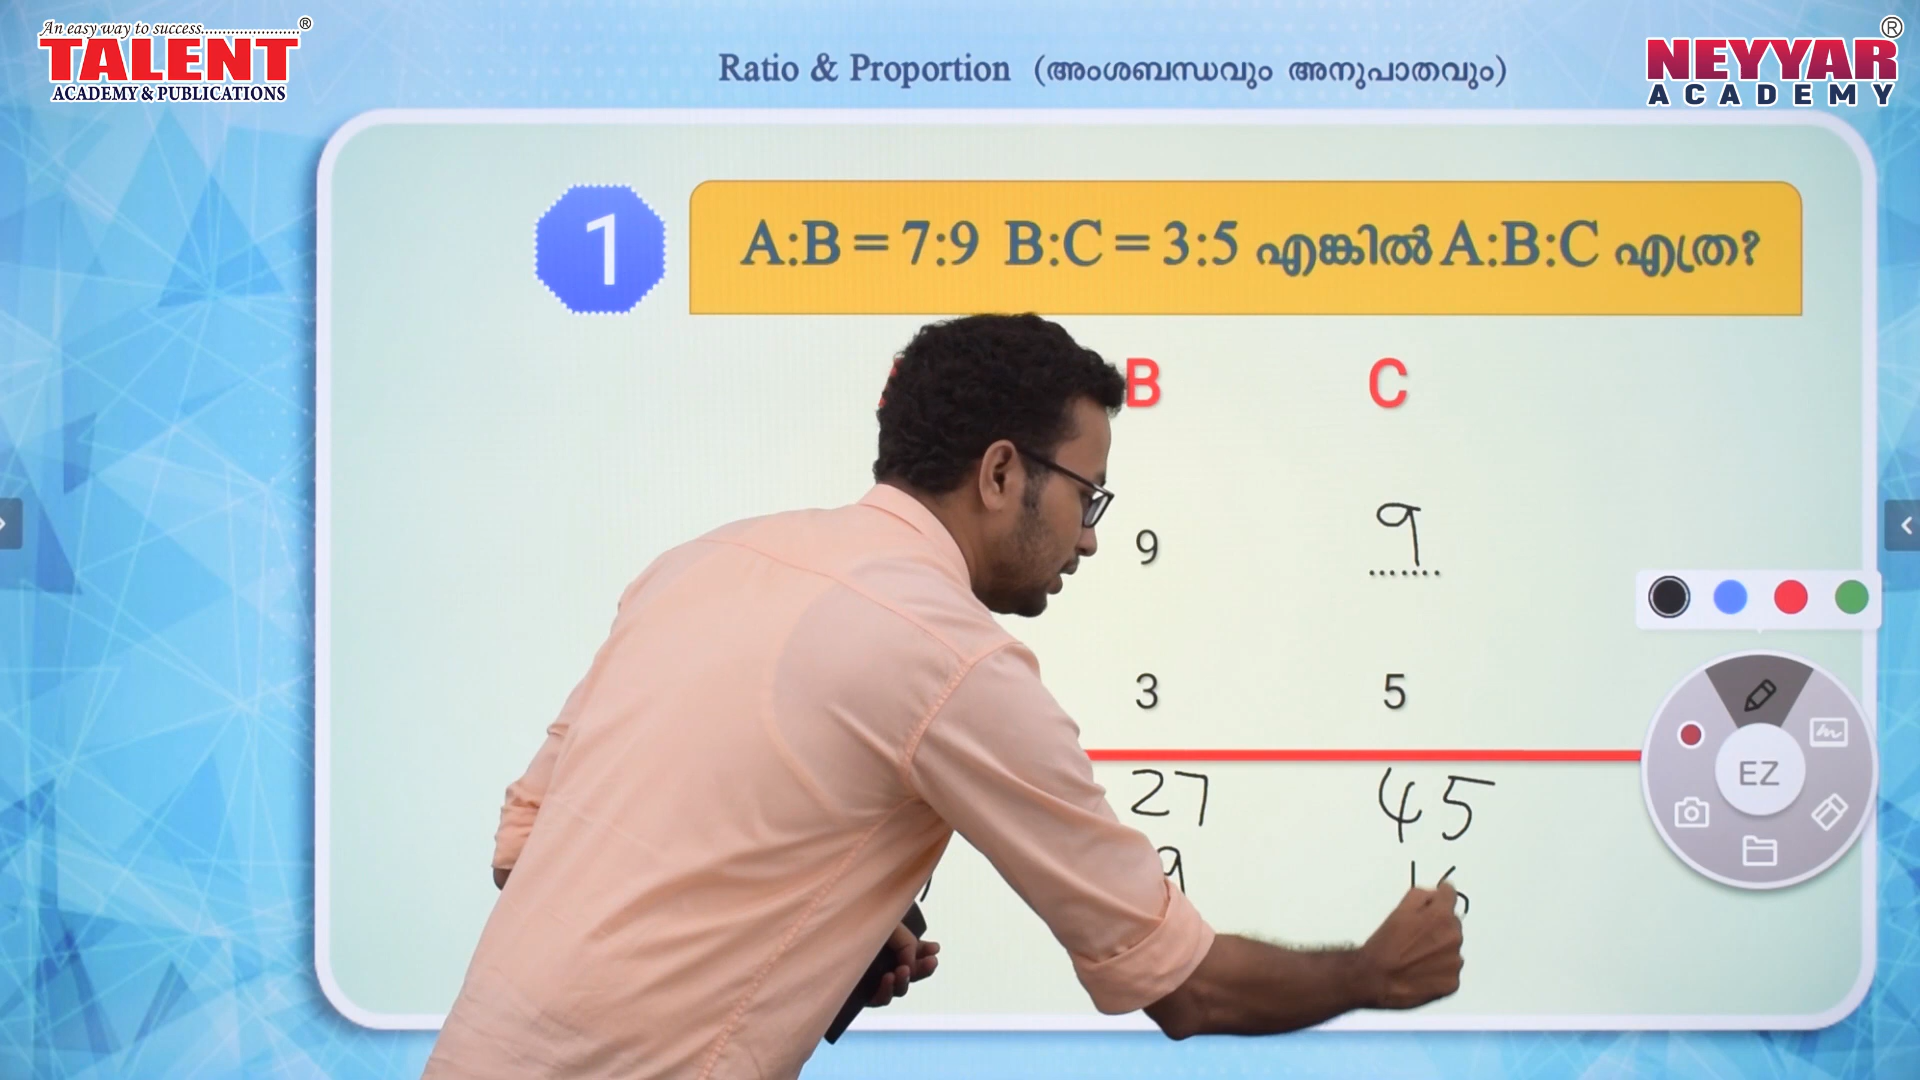 An easy way to success.......................®
TALENT
ACADEMY & PUBLICATIONS
Ratio & Proportion (അംശബന്ധവും അനുപാതവും)
NEYYAR®
ACADEMY
1
A:B = 7:9 B:C = 3:5 എങ്കിൽ A:B:C എത്ര?
B C
9 9
.......
3 5
27 45
9
EZ